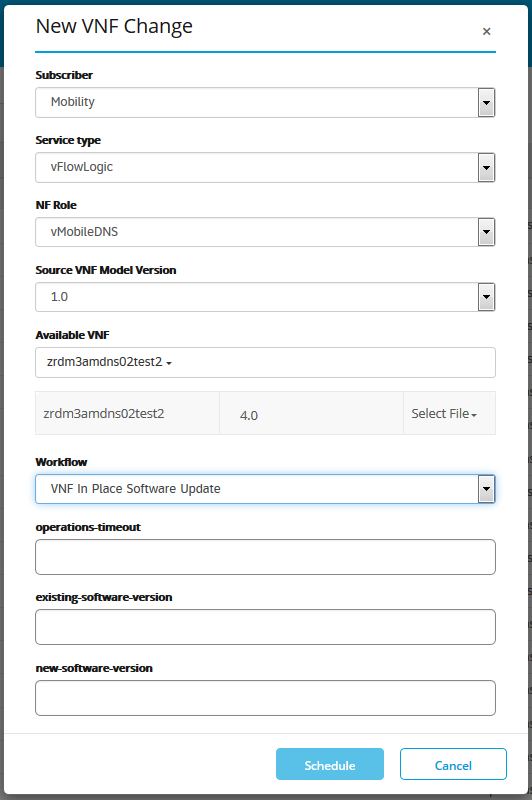 New VNF Change
×
Subscriber
Mobility
Service type
vFlowLogic
NF Role
vMobileDNS
Source VNF Model Version
1.0
Available VNF
zrdm3amdns02test2
zrdm3amdns02test2 4.0 Select File
Workflow
VNF In Place Software Update
operations-timeout
existing-software-version
new-software-version
Schedule Cancel